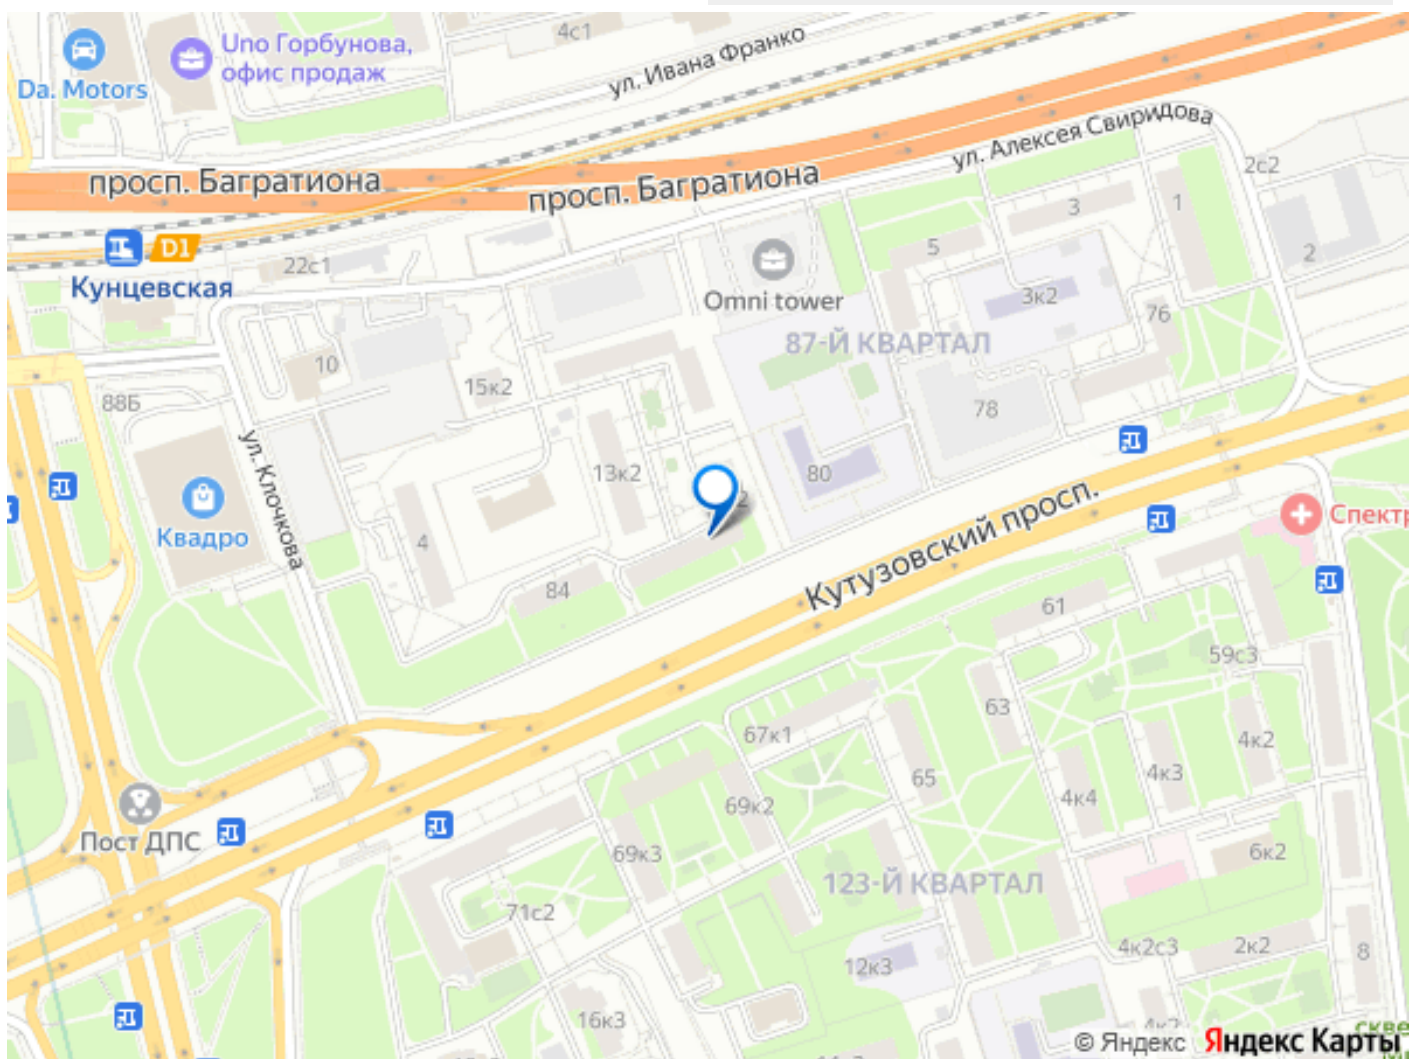 4с1
Uno Горбунова,
офис продаж
Da. Motors
ул. Ивана Франко
ул. Алексея Свиридова
2с2
просп. Багратиона
просп. Багратиона
3
1
5
2
D1
22с1
Кунцевская
Omni tower
3к2
76
87-Й КВАРТАЛ
10
15к2
88Б
78
ул. Клочкова
13к2
80
2
Квадро
4
Кутузовский просп.
Спектр
84
61
59с3
63
67к1
4к2
65
4к3
4к4
69к2
Пост ДПС
69к3
6к2
123-Й КВАРТАЛ
71с2
4к2с3
2к2
8
12к3
16к3
© Яндекс Яндекс Карты